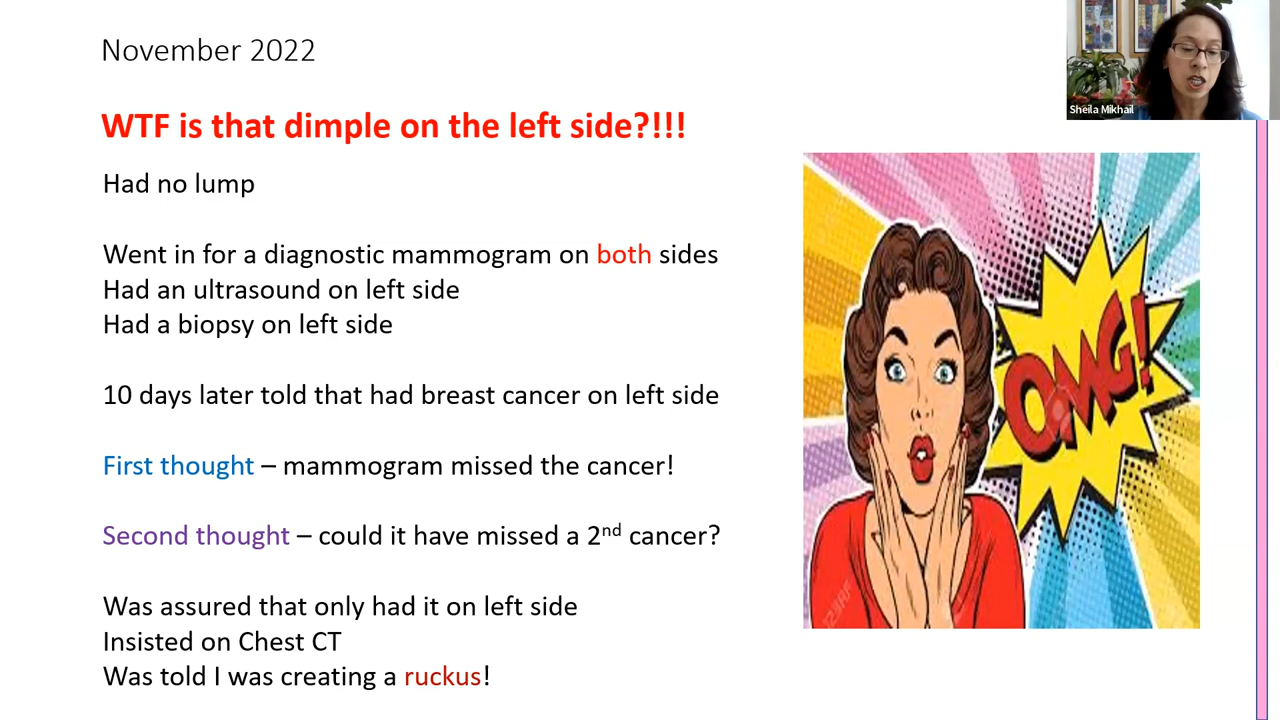 November 2022
WTF is that dimple on the left side?!!!
Had no lump
Went in for a diagnostic mammogram on both sides
Had an ultrasound on left side
Had a biopsy on left side
10 days later told that had breast cancer on left side
First thought – mammogram missed the cancer!
Second thought – could it have missed a 2nd cancer?
Was assured that only had it on left side
Insisted on Chest CT
Was told I was creating a ruckus!
Sheila Mikhail
OMG!
123RF